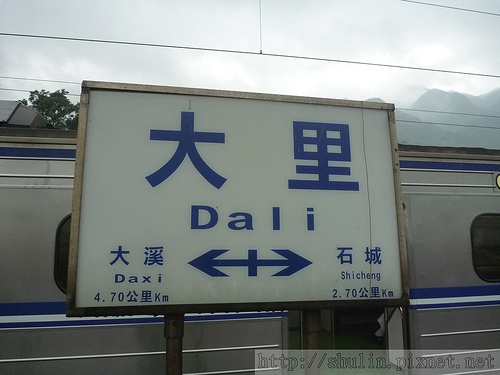 大里
Dali
大溪 石城
Daxi Shicheng
4.70公里Km 2.70公里Km
http://shulin.pixnet.net